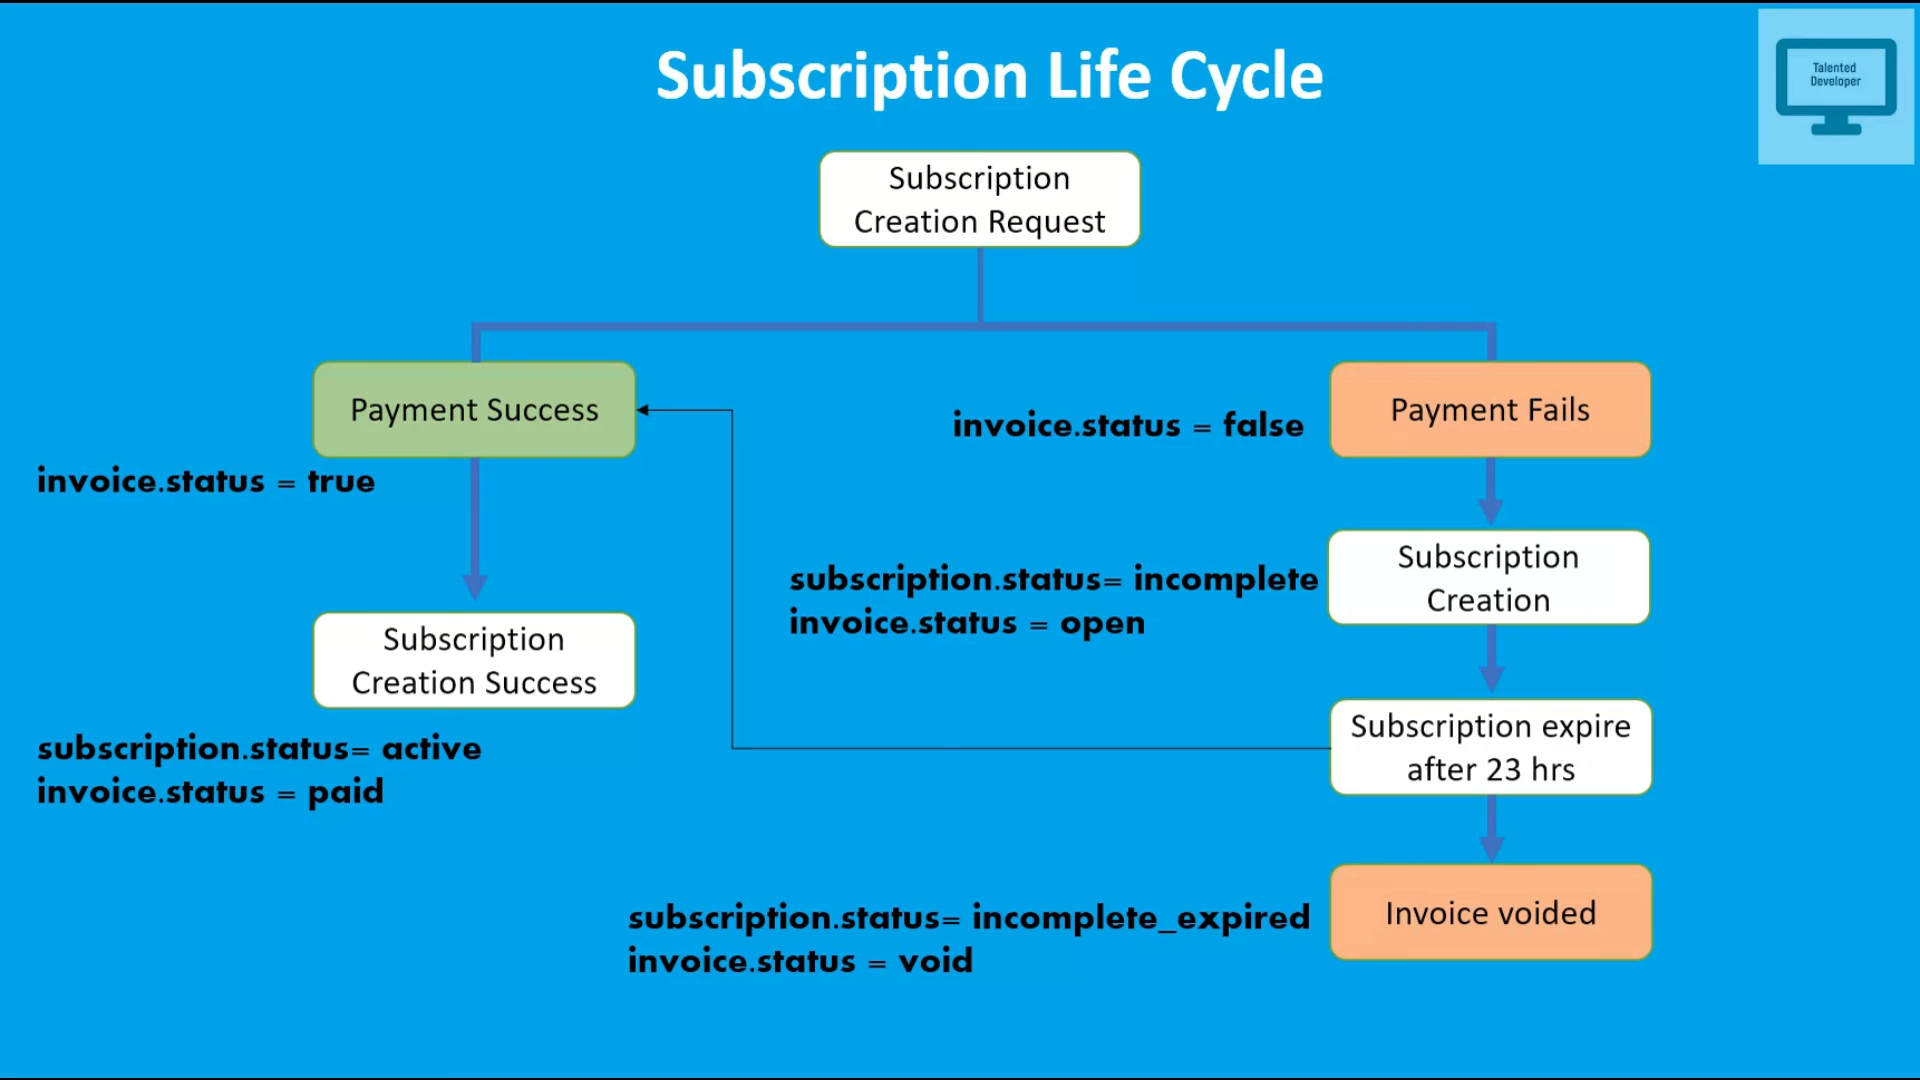 Subscription Life Cycle
Talented
Developer
Subscription
Creation Request
Payment Success
invoice.status = false
Payment Fails
invoice.status = true
subscription.status= incomplete
invoice.status = open
Subscription
Creation
Subscription
Creation Success
subscription.status= active
invoice.status = paid
Subscription expire
after 23 hrs
subscription.status= incomplete_expired
invoice.status = void
Invoice voided